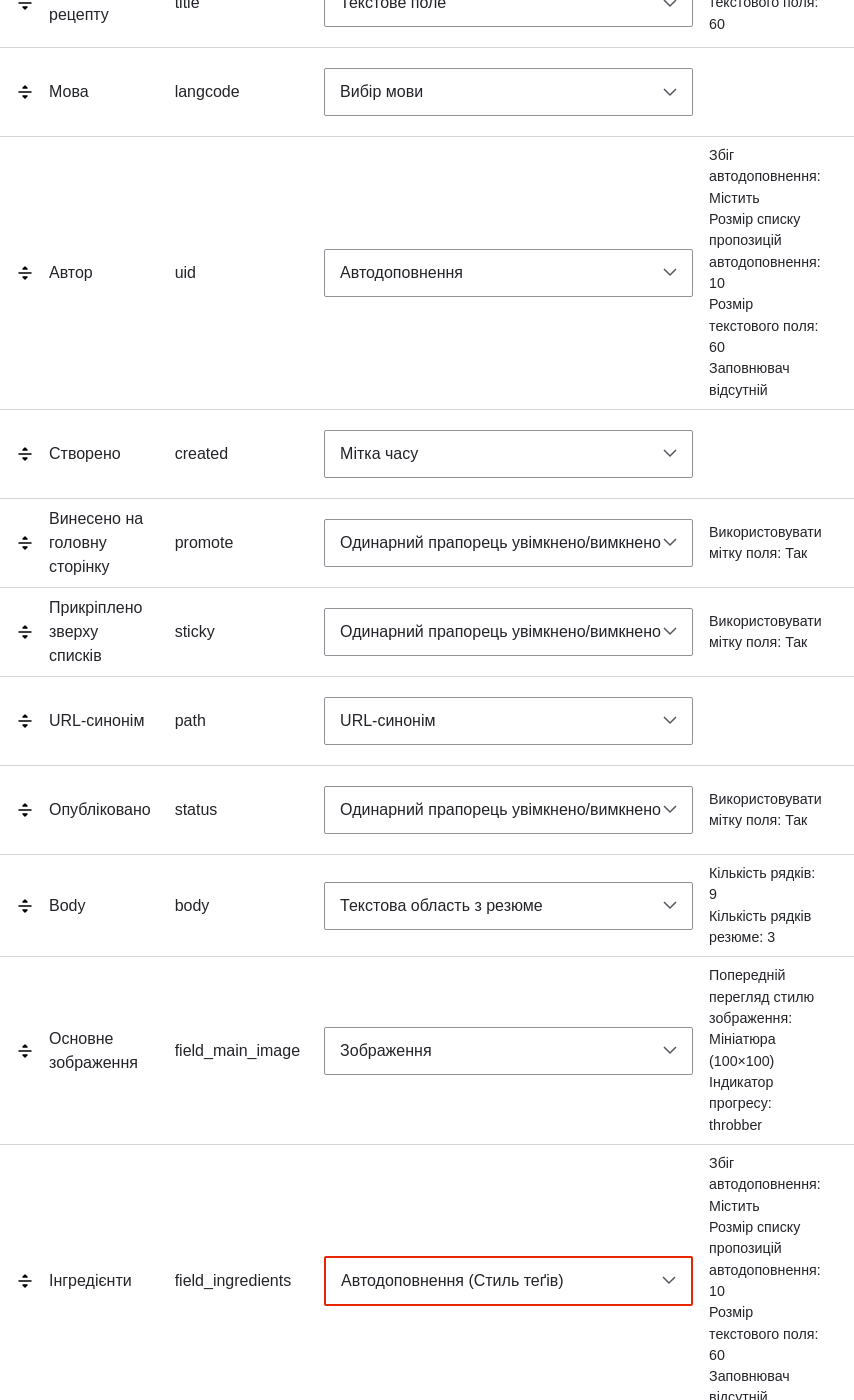 рецепту
title
Текстове поле
текстового поля:
60
Мова
langcode
Вибір мови
Автор
uid
Автодоповнення
Збіг
автодоповнення:
Містить
Розмір списку
пропозицій
автодоповнення:
10
Розмір
текстового поля:
60
Заповнювач
відсутній
Створено
created
Мітка часу
Винесено на
головну
сторінку
promote
Одинарний прапорець увімкнено/вимкнено
Використовувати
мітку поля: Так
Прикріплено
зверху
списків
sticky
Одинарний прапорець увімкнено/вимкнено
Використовувати
мітку поля: Так
URL-синонім
path
URL-синонім
Опубліковано
status
Одинарний прапорець увімкнено/вимкнено
Використовувати
мітку поля: Так
Body
body
Текстова область з резюме
Кількість рядків:
9
Кількість рядків
резюме: 3
Основне
зображення
field_main_image
Зображення
Попередній
перегляд стилю
зображення:
Мініатюра
(100×100)
Індикатор
прогресу:
throbber
Інгредієнти
field_ingredients
Автодоповнення (Стиль теґів)
Збіг
автодоповнення:
Містить
Розмір списку
пропозицій
автодоповнення:
10
Розмір
текстового поля:
60
Заповнювач
відсутній